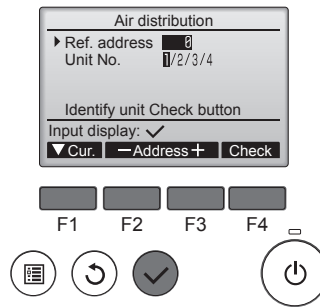 Air distribution
Ref. address 0
Unit No. 1/2/3/4
Identify unit Check button
Input display: ✓
▼Cur. −Address+ Check
F1 F2 F3 F4